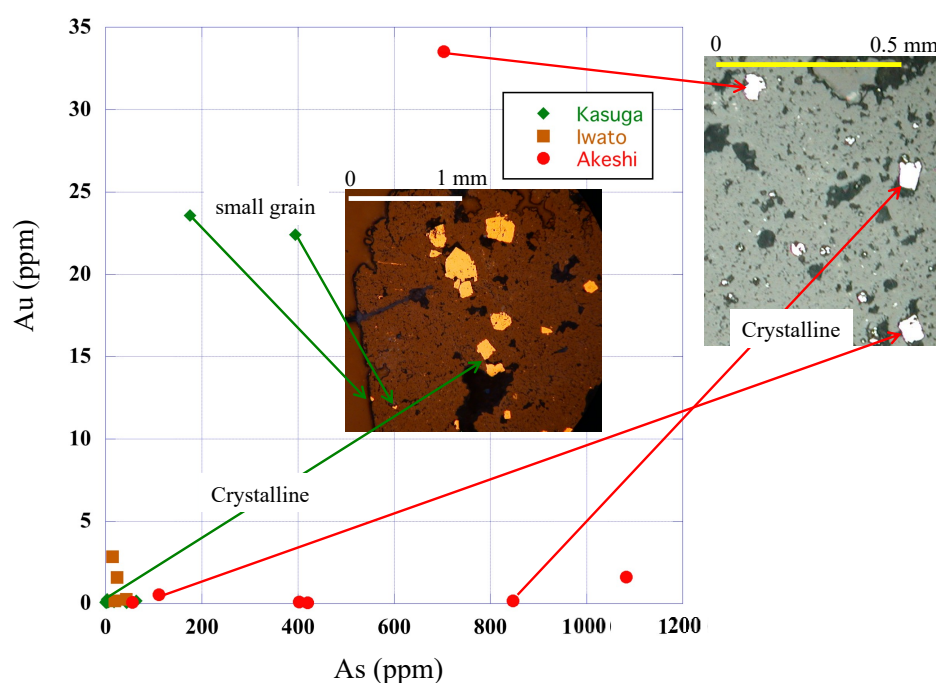 35
30
25
20
15
10
5
0
Au (ppm)
0
200
400
600
800
1000
1200
As (ppm)
Kasuga
Iwato
Akeshi
0 0.5 mm
0 1 mm
small grain
Crystalline
Crystalline